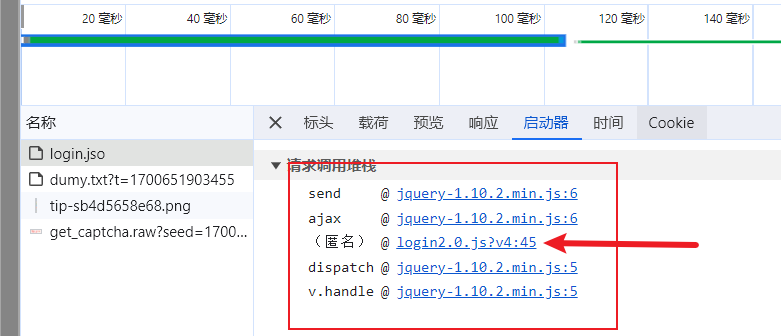 20 毫秒 40 毫秒 60 毫秒 80 毫秒 100 毫秒 120 毫秒 140 毫秒
名称
标头 载荷 预览 响应 启动器 时间 Cookie
login.jso
dumy.txt?t=1700651903455
tip-sb4d5658e68.png
get_captcha.raw?seed=1700...
请求调用堆栈
send @ jquery-1.10.2.min.js:6
ajax @ jquery-1.10.2.min.js:6
(匿名) @ login2.0.js?v4:45
dispatch @ jquery-1.10.2.min.js:5
v.handle @ jquery-1.10.2.min.js:5